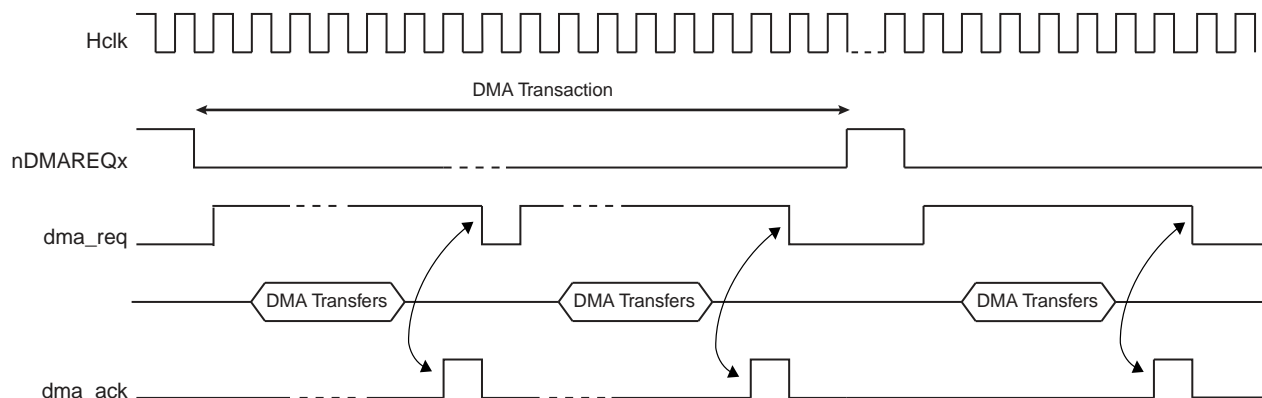 Hclk
DMA Transaction
nDMAREQx
dma_req
DMA Transfers DMA Transfers DMA Transfers
dma_ack